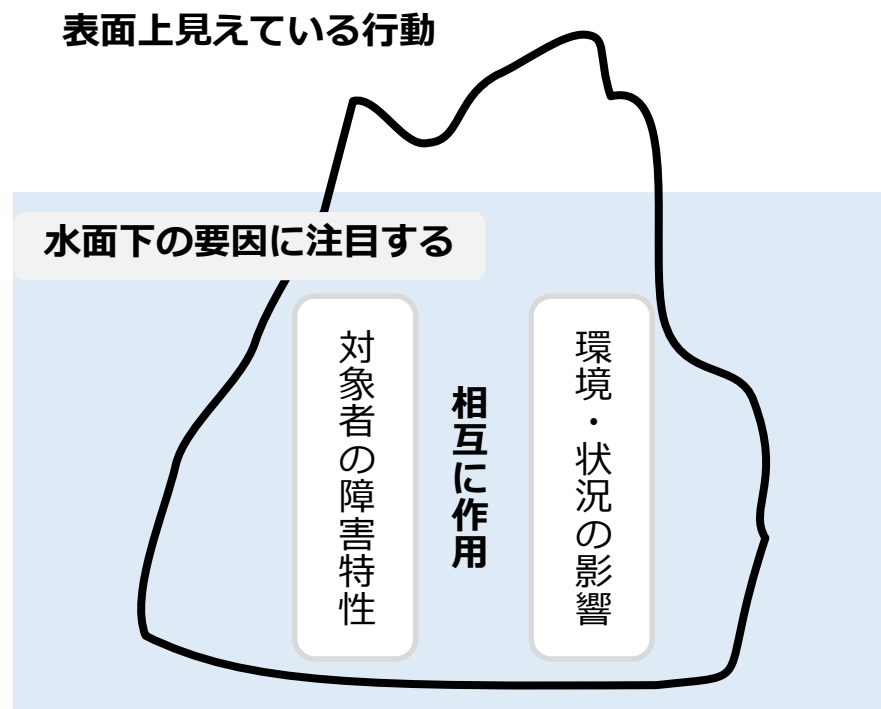 表面上見えている行動
水面下の要因に注目する
対象者の障害特性
相互に作用
環境・状況の影響